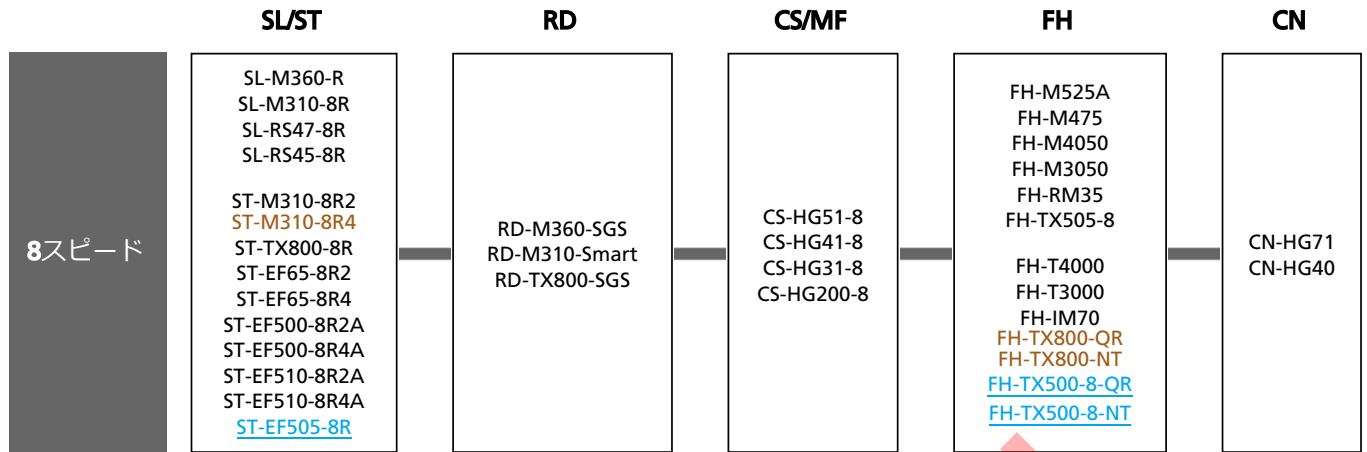 SL/ST
RD
CS/MF
FH
CN
8スピード
SL-M360-R
SL-M310-8R
SL-RS47-8R
SL-RS45-8R
ST-M310-8R2
ST-M310-8R4
ST-TX800-8R
ST-EF65-8R2
ST-EF65-8R4
ST-EF500-8R2A
ST-EF500-8R4A
ST-EF510-8R2A
ST-EF510-8R4A
ST-EF505-8R
RD-M360-SGS
RD-M310-Smart
RD-TX800-SGS
CS-HG51-8
CS-HG41-8
CS-HG31-8
CS-HG200-8
FH-M525A
FH-M475
FH-M4050
FH-M3050
FH-RM35
FH-TX505-8
FH-T4000
FH-T3000
FH-IM70
FH-TX800-QR
FH-TX800-NT
FH-TX500-8-QR
FH-TX500-8-NT
CN-HG71
CN-HG40